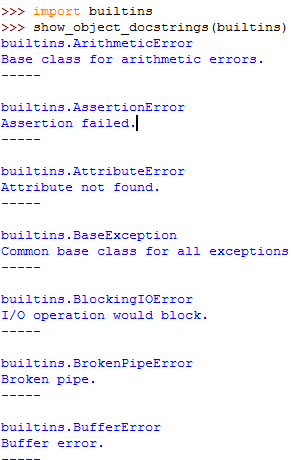 >>> import builtins
>>> show_object_docstrings(builtins)
builtins.ArithmeticError
Base class for arithmetic errors.
-----
builtins.AssertionError
Assertion failed.
-----
builtins.AttributeError
Attribute not found.
-----
builtins.BaseException
Common base class for all exceptions
-----
builtins.BlockingIOError
I/O operation would block.
-----
builtins.BrokenPipeError
Broken pipe.
-----
builtins.BufferError
Buffer error.
-----